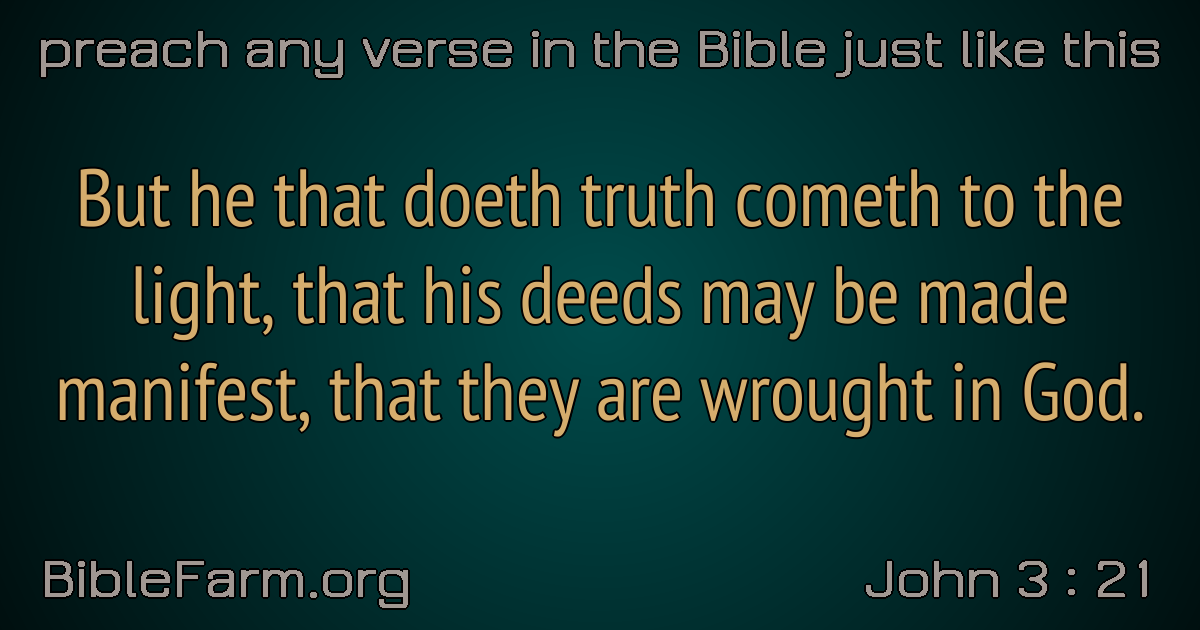 preach any verse in the Bible just like this
But he that doeth truth cometh to the
light, that his deeds may be made
manifest, that they are wrought in God.
BibleFarm.org
John 3 : 21